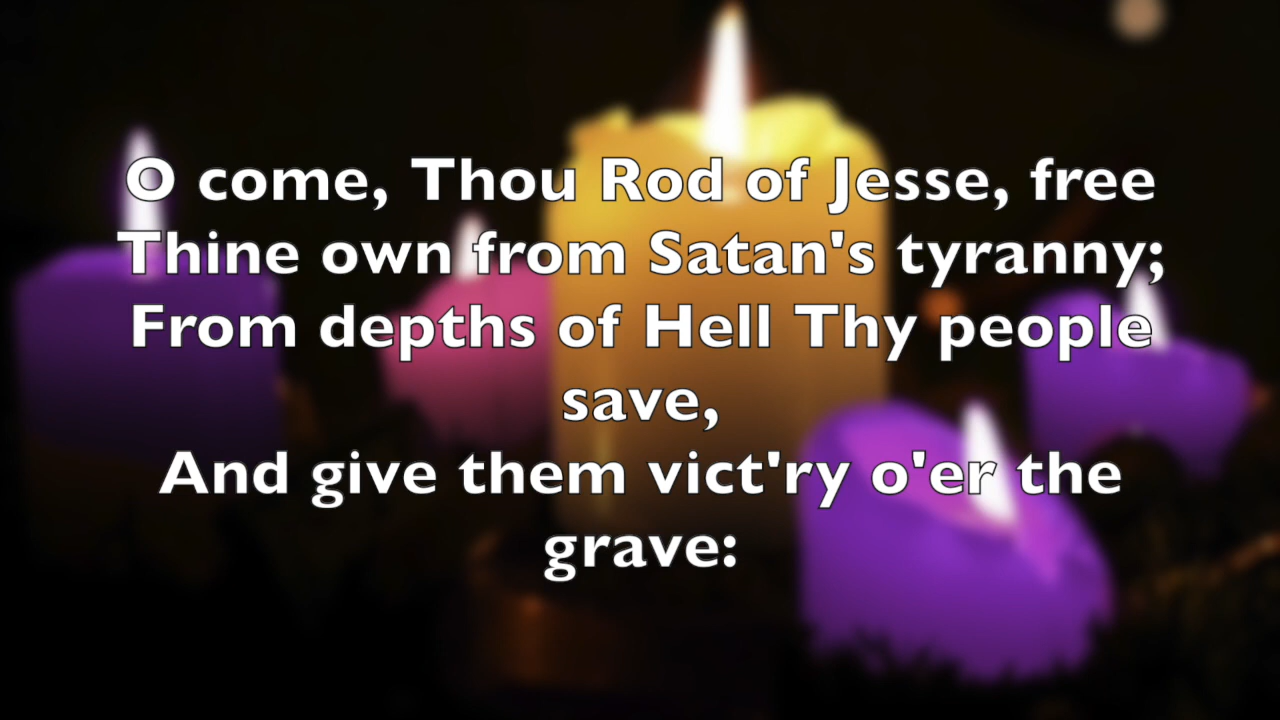 O come, Thou Rod of Jesse, free
Thine own from Satan's tyranny;
From depths of Hell Thy people
save,
And give them vict'ry o'er the
grave: